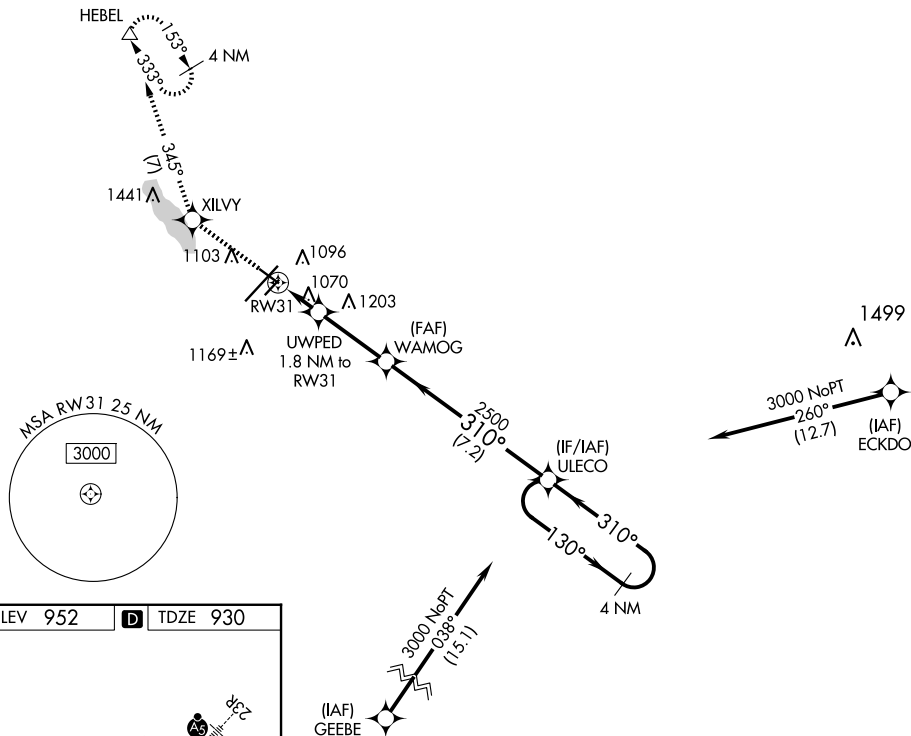 HEBEL
153°
4 NM
333°
345°
(7)
1441
XILVY
1103
1096
1070
RW31
1203
UWPED
1.8 NM to
RW31
1169±
(FAF)
WAMOG
1499
3000 NoPT
260°
(12.7)
(IAF)
ECKDO
2500
310°
(7.2)
(IF/IAF)
ULECO
MSA RW31 25 NM
3000
310°
130°
4 NM
3000 NoPT
038°
(15.1)
LEV 952
D
TDZE 930
(IAF)
GEEBE
23R
A5